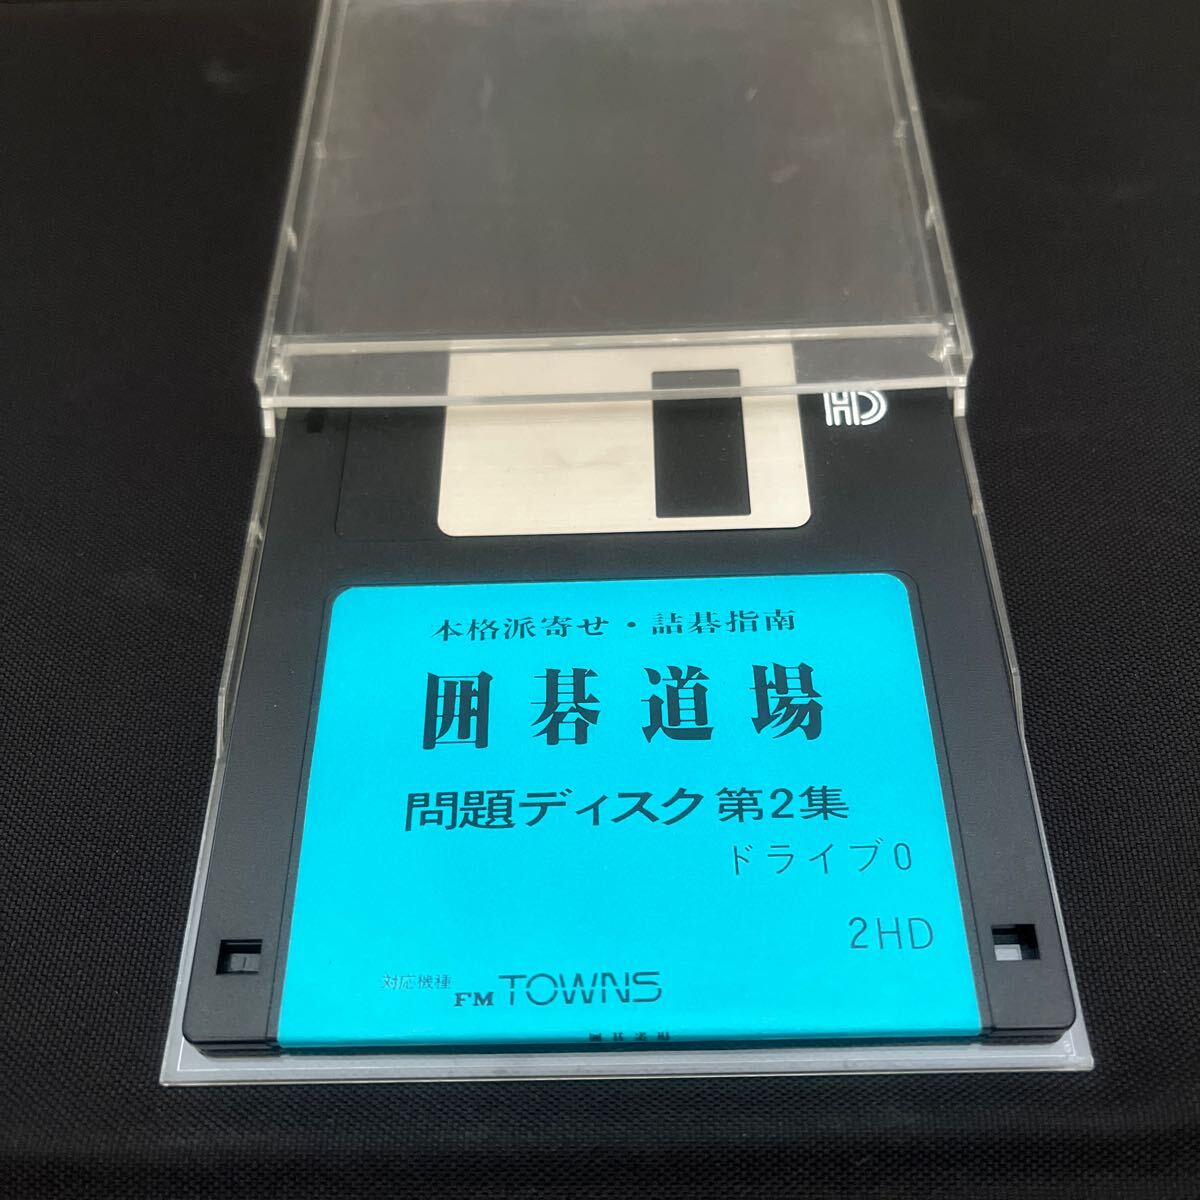 HD
本格派寄せ・詰碁指南
囲碁道場
問題ディスク第2集
ドライブ0
2HD
対応機種 FM TOWNS